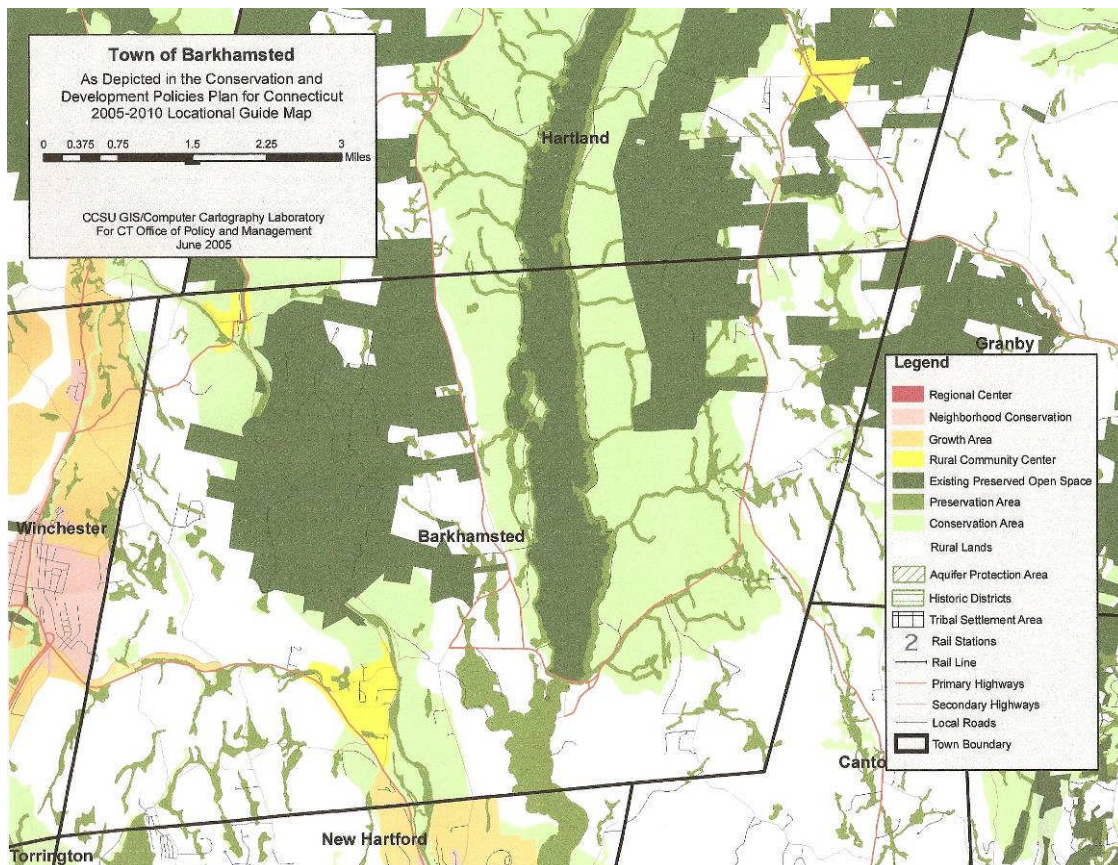 Town of Barkhamsted
As Depicted in the Conservation and
Development Policies Plan for Connecticut
2005-2010 Locational Guide Map
0 0.375 0.75 1.5 2.25 3
Miles
CCSU GIS/Computer Cartography Laboratory
For CT Office of Policy and Management
June 2005
Hartland
Granby
Winchester
Barkhamsted
Canto
New Hartford
Torrington
Legend
Regional Center
Neighborhood Conservation
Growth Area
Rural Community Center
Existing Preserved Open Space
Preservation Area
Conservation Area
Rural Lands
Aquifer Protection Area
Historic Districts
Tribal Settlement Area
2 Rail Stations
Rail Line
Primary Highways
Secondary Highways
Local Roads
Town Boundary